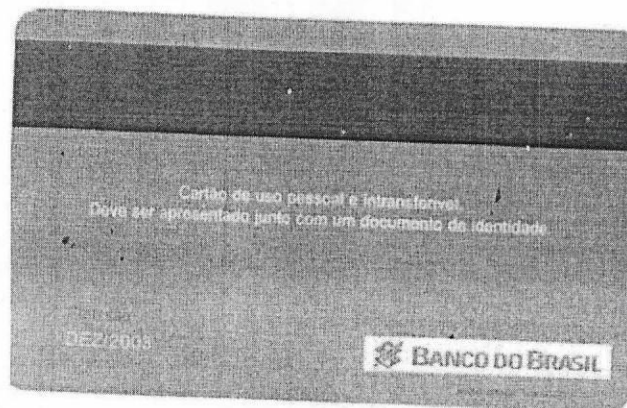 Cartão de uso pessoal e intransferível.
Deve ser apresentado junto com um documento de identidade.
DEZ/2003
BANCO DO BRASIL